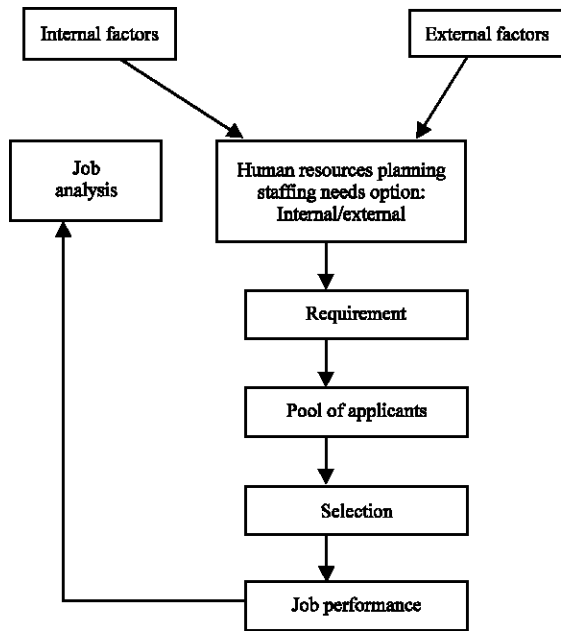 Internal factors
External factors
Job
analysis
Human resources planning
staffing needs option:
Internal/external
Requirement
Pool of applicants
Selection
Job performance